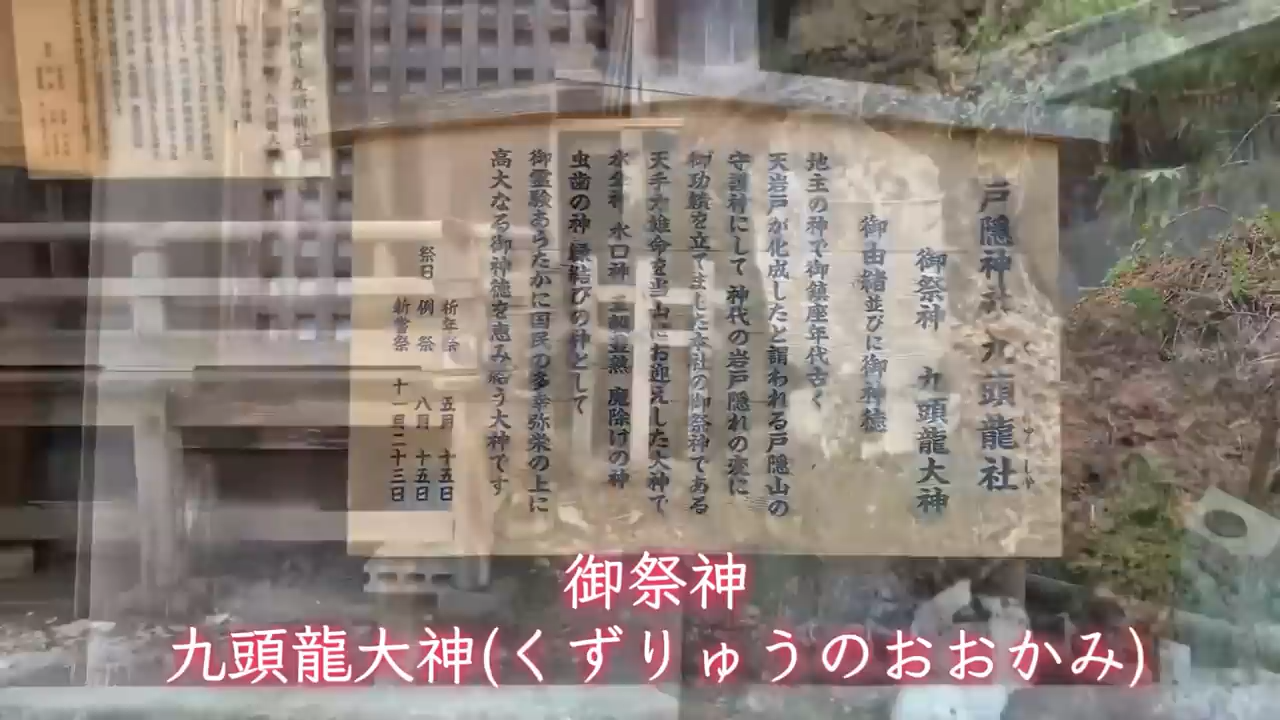 戸隠神社 九頭龍社
御祭神 九頭龍大神
御由緒並びに御神徳
地主の神で御鎮座年代古く
天岩戸が化成したと謂われる戸隠山の
守護神にして 神代の岩戸隠れの変に
御功績を立てました本社の御祭神である
天手力雄命を当山にお迎えした大神で
水分神 水口神 魔除けの神
虫歯の神 縁結びの神として
御霊験あらたかに国民の多幸弥栄の上に
高大なる御神徳を恵み給う大神です
祈年祭 五月 十五日
祭日 例祭 八月 十五日
新嘗祭 十一月二十三日
御祭神
九頭龍大神(くずりゅうのおおかみ)